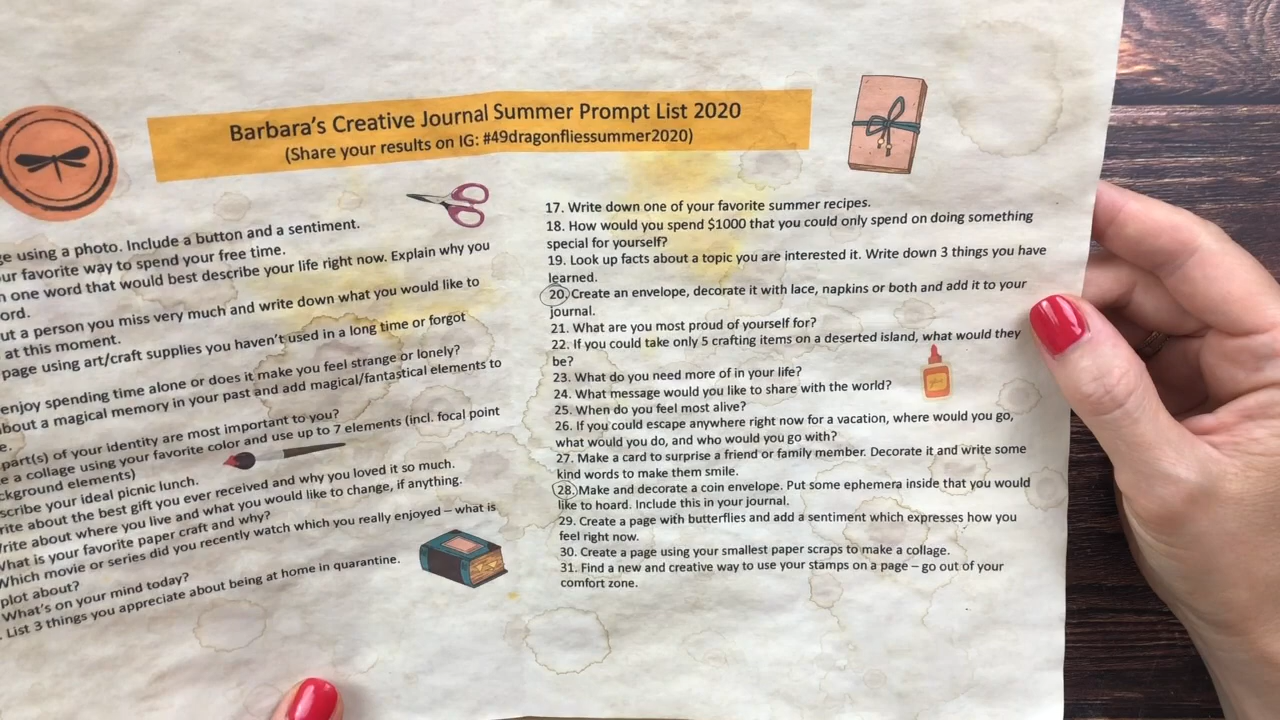 Barbara's Creative Journal Summer Prompt List 2020
(Share your results on IG: #49dragonfliessummer2020)
using a photo. Include a button and a sentiment.
favorite way to spend your free time.
one word that would best describe your life right now. Explain why you
a person you miss very much and write down what you would like to
at this moment.
page using art/craft supplies you haven't used in a long time or forgot
enjoy spending time alone or does it make you feel strange or lonely?
about a magical memory in your past and add magical/fantastical elements to
part(s) of your identity are most important to you?
a collage using your favorite color and use up to 7 elements (incl. focal point
elements)
your ideal picnic lunch.
about the best gift you ever received and why you loved it so much.
about where you live and what you would like to change, if anything.
is your favorite paper craft and why?
movie or series did you recently watch which you really enjoyed – what is
plot about?
What's on your mind today?
List 3 things you appreciate about being at home in quarantine.
17. Write down one of your favorite summer recipes.
18. How would you spend $1000 that you could only spend on doing something
special for yourself?
19. Look up facts about a topic you are interested it. Write down 3 things you have
learned.
20. Create an envelope, decorate it with lace, napkins or both and add it to your
journal.
21. What are you most proud of yourself for?
22. If you could take only 5 crafting items on a deserted island, what would they
be?
23. What do you need more of in your life?
24. What message would you like to share with the world?
25. When do you feel most alive?
26. If you could escape anywhere right now for a vacation, where would you go,
what would you do, and who would you go with?
27. Make a card to surprise a friend or family member. Decorate it and write some
kind words to make them smile.
28. Make and decorate a coin envelope. Put some ephemera inside that you would
like to hoard. Include this in your journal.
29. Create a page with butterflies and add a sentiment which expresses how you
feel right now.
30. Create a page using your smallest paper scraps to make a collage.
31. Find a new and creative way to use your stamps on a page – go out of your
comfort zone.